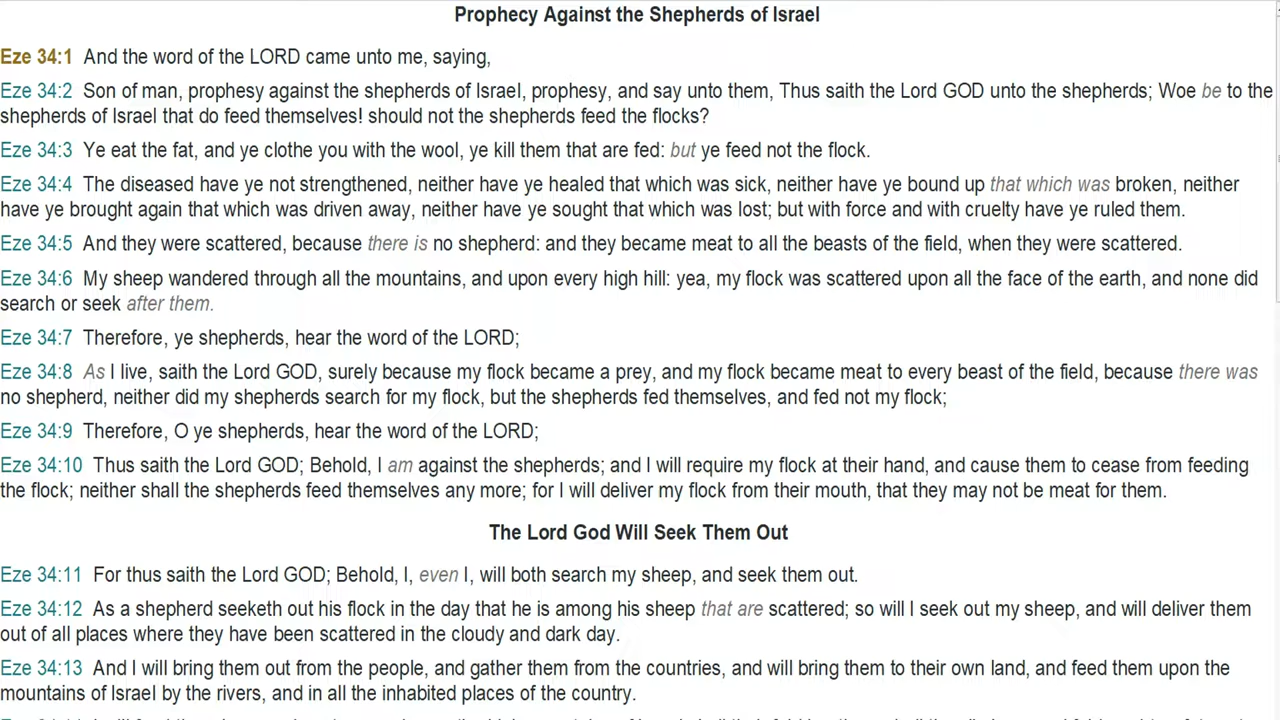 Prophecy Against the Shepherds of Israel
Eze 34:1 And the word of the LORD came unto me, saying,
Eze 34:2 Son of man, prophesy against the shepherds of Israel, prophesy, and say unto them, Thus saith the Lord GOD unto the shepherds; Woe be to the
shepherds of Israel that do feed themselves! should not the shepherds feed the flocks?
Eze 34:3 Ye eat the fat, and ye clothe you with the wool, ye kill them that are fed: but ye feed not the flock.
Eze 34:4 The diseased have ye not strengthened, neither have ye healed that which was sick, neither have ye bound up that which was broken, neither
have ye brought again that which was driven away, neither have ye sought that which was lost; but with force and with cruelty have ye ruled them.
Eze 34:5 And they were scattered, because there is no shepherd: and they became meat to all the beasts of the field, when they were scattered.
Eze 34:6 My sheep wandered through all the mountains, and upon every high hill: yea, my flock was scattered upon all the face of the earth, and none did
search or seek after them.
Eze 34:7 Therefore, ye shepherds, hear the word of the LORD;
Eze 34:8 As I live, saith the Lord GOD, surely because my flock became a prey, and my flock became meat to every beast of the field, because there was
no shepherd, neither did my shepherds search for my flock, but the shepherds fed themselves, and fed not my flock;
Eze 34:9 Therefore, O ye shepherds, hear the word of the LORD;
Eze 34:10 Thus saith the Lord GOD; Behold, I am against the shepherds; and I will require my flock at their hand, and cause them to cease from feeding
the flock; neither shall the shepherds feed themselves any more; for I will deliver my flock from their mouth, that they may not be meat for them.
The Lord God Will Seek Them Out
Eze 34:11 For thus saith the Lord GOD; Behold, I, even I, will both search my sheep, and seek them out.
Eze 34:12 As a shepherd seeketh out his flock in the day that he is among his sheep that are scattered; so will I seek out my sheep, and will deliver them
out of all places where they have been scattered in the cloudy and dark day.
Eze 34:13 And I will bring them out from the people, and gather them from the countries, and will bring them to their own land, and feed them upon the
mountains of Israel by the rivers, and in all the inhabited places of the country.